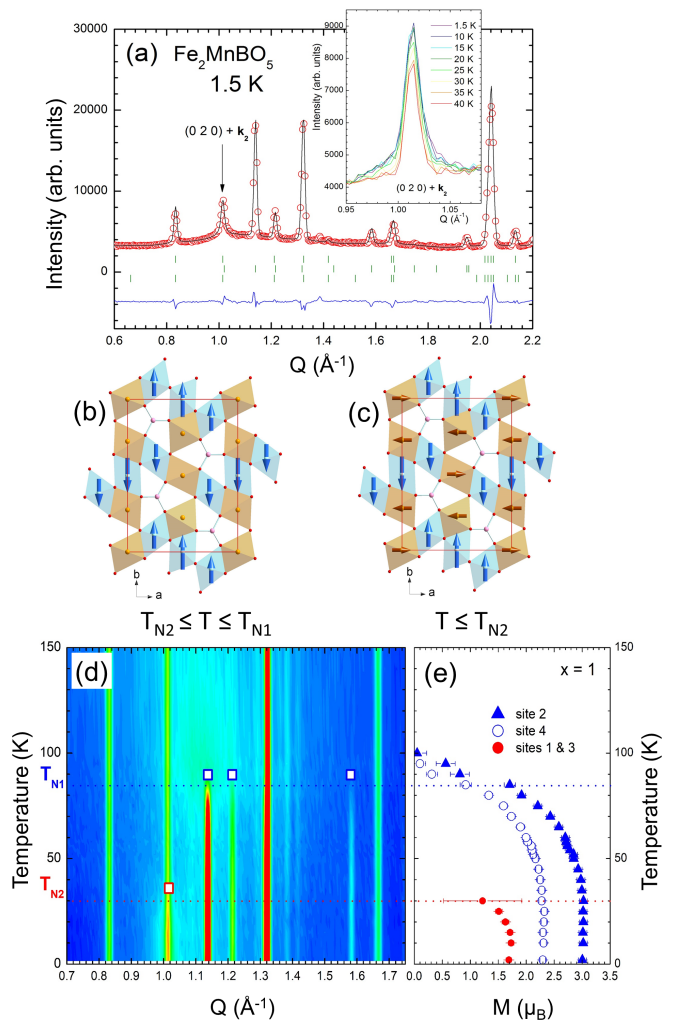 (a) Fe2MnBO5
1.5 K
(0 2 0) + k2
Intensity (arb. units)
30000
20000
10000
0
0.6 0.8 1.0 1.2 1.4 1.6 1.8 2.0 2.2
Q (Å-1)
Intensity (arb. units)
9000
8000
7000
6000
5000
4000
1.5 K
10 K
15 K
20 K
25 K
30 K
35 K
40 K
(0 2 0) + k2
0.95 1.00 1.05
Q (Å-1)
(b)
b
a
(c)
b
a
TN2 ≤ T ≤ TN1
T ≤ TN2
(d)
Temperature (K)
150
100
TN1
50
TN2
0
0.7 0.8 0.9 1.0 1.1 1.2 1.3 1.4 1.5 1.6 1.7
Q (Å-1)
(e)
x = 1
site 2
site 4
sites 1 & 3
150
100
50
0
Temperature (K)
0.0 0.5 1.0 1.5 2.0 2.5 3.0 3.5
M (μB)